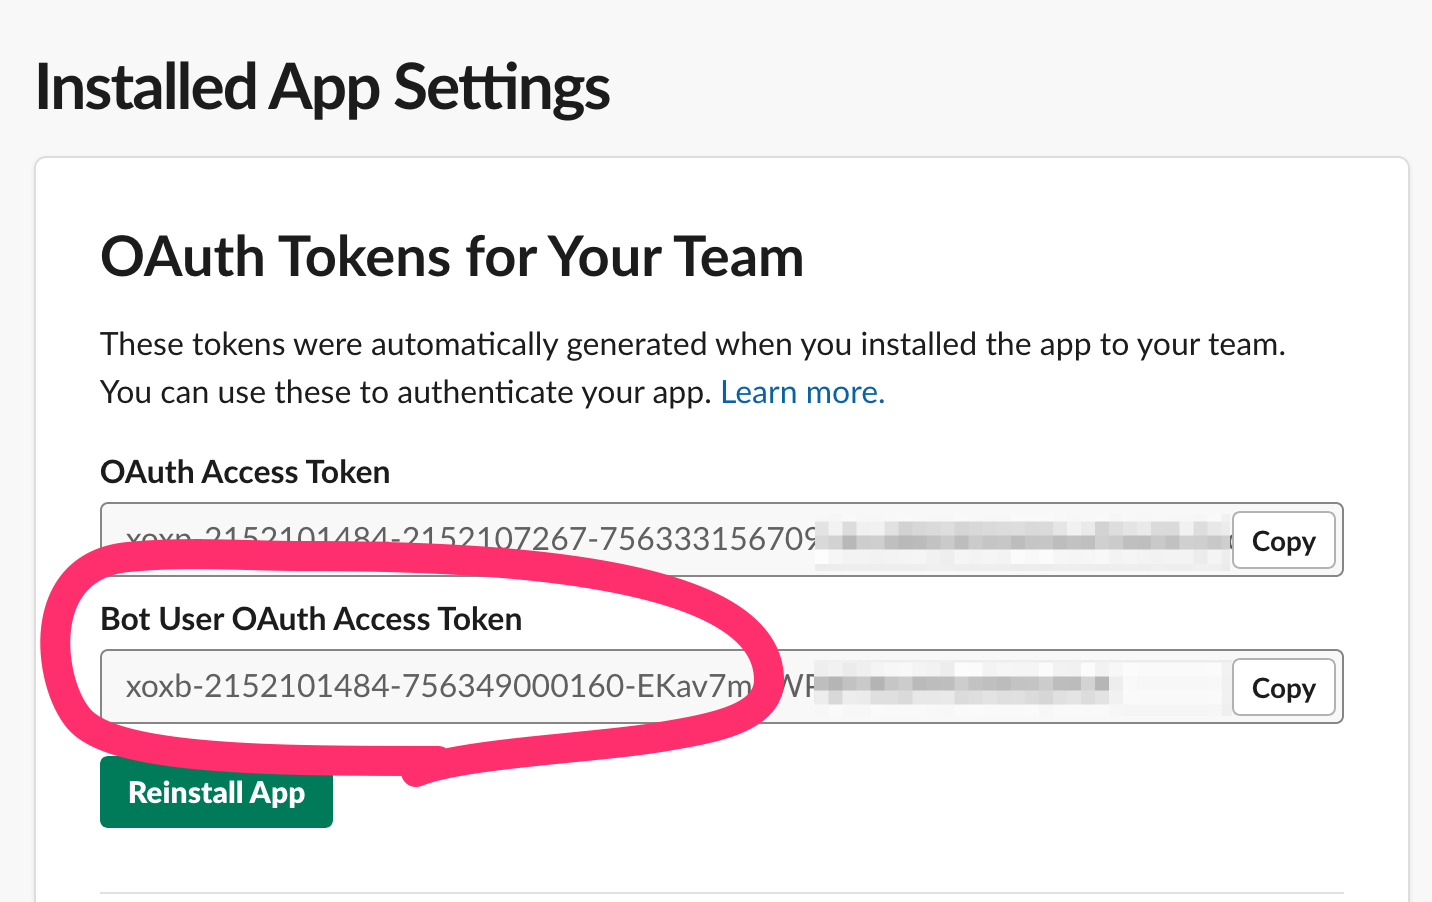 Installed App Settings
OAuth Tokens for Your Team
These tokens were automatically generated when you installed the app to your team.
You can use these to authenticate your app. Learn more.
OAuth Access Token
xoxp-2152101484-2152107267-756333156709
Copy
Bot User OAuth Access Token
xoxb-2152101484-756349000160-EKav7m
Copy
Reinstall App